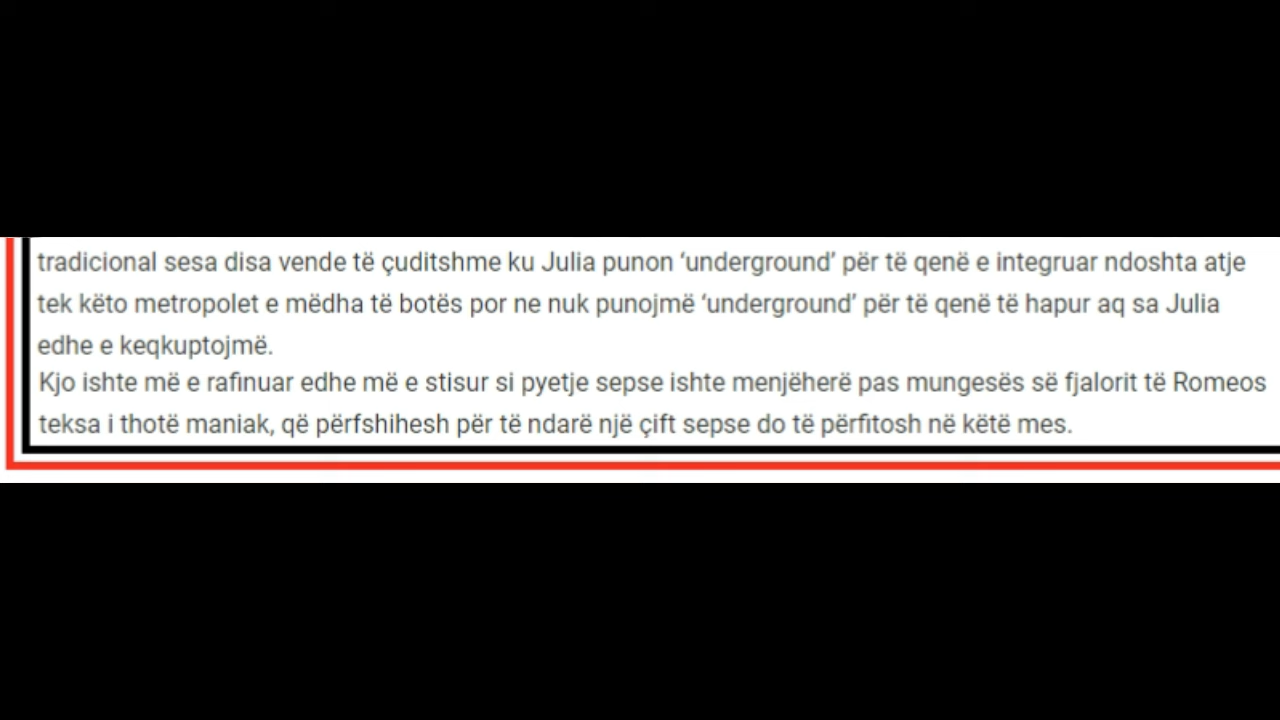 tradicional sesa disa vende të çuditshme ku Julia punon ‘underground’ për të qenë e integruar ndoshta atje
tek këto metropolet e mëdha të botës por ne nuk punojmë ‘underground’ për të qenë të hapur aq sa Julia
edhe e keqkuptojmë.
Kjo ishte më e rafinuar edhe më e stisur si pyetje sepse ishte menjëherë pas mungesës së fjalorit të Romeos
teksa i thotë maniak, që përfshihesh për të ndarë një çift sepse do të përfitosh në këtë mes.